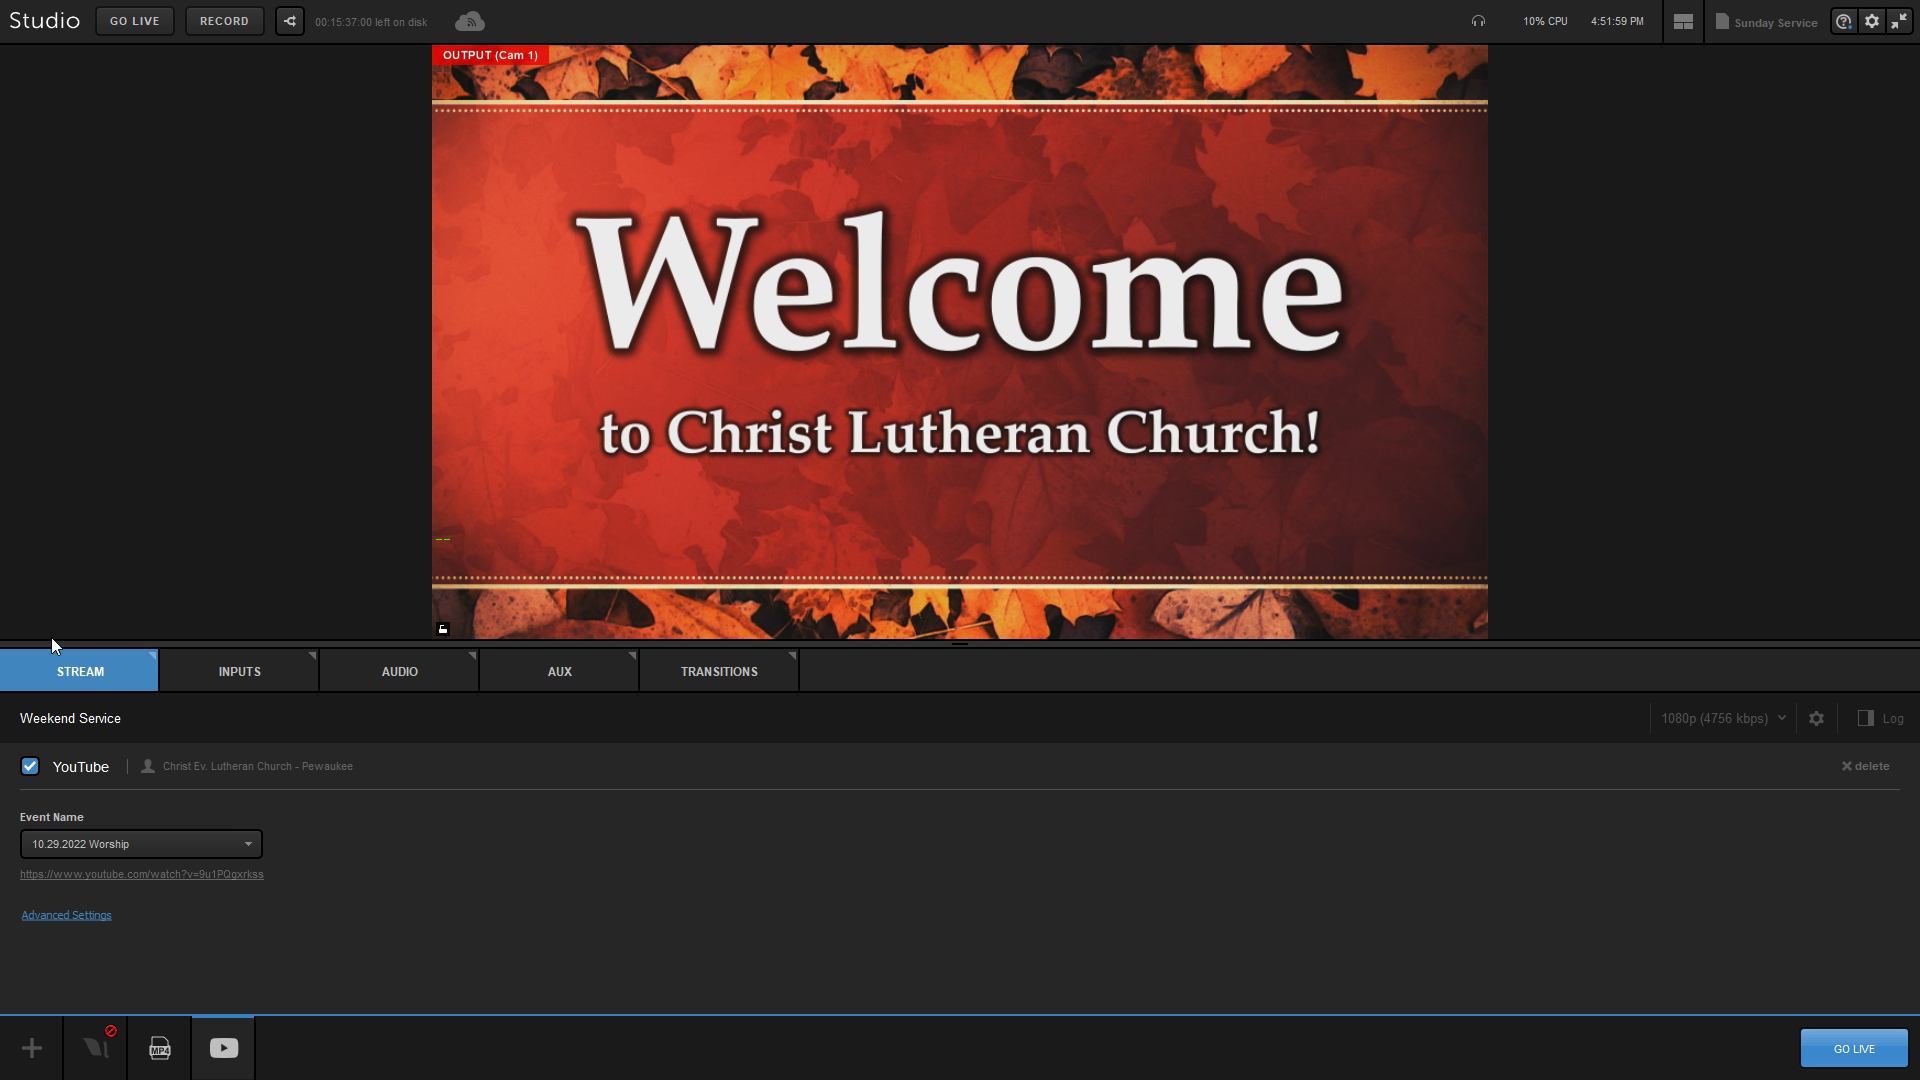 Studio GO LIVE RECORD 00:15:37:00 left on disk 10% CPU 4:51:59 PM Sunday Service
OUTPUT (Cam 1)
Welcome
to Christ Lutheran Church!
STREAM INPUTS AUDIO AUX TRANSITIONS
Weekend Service 1080p (4756 kbps) Log
YouTube Christ Ev. Lutheran Church - Pewaukee delete
Event Name
10.29.2022 Worship
https://www.youtube.com/watch?v=9u1PQgxrkss
Advanced Settings
MP4 GO LIVE